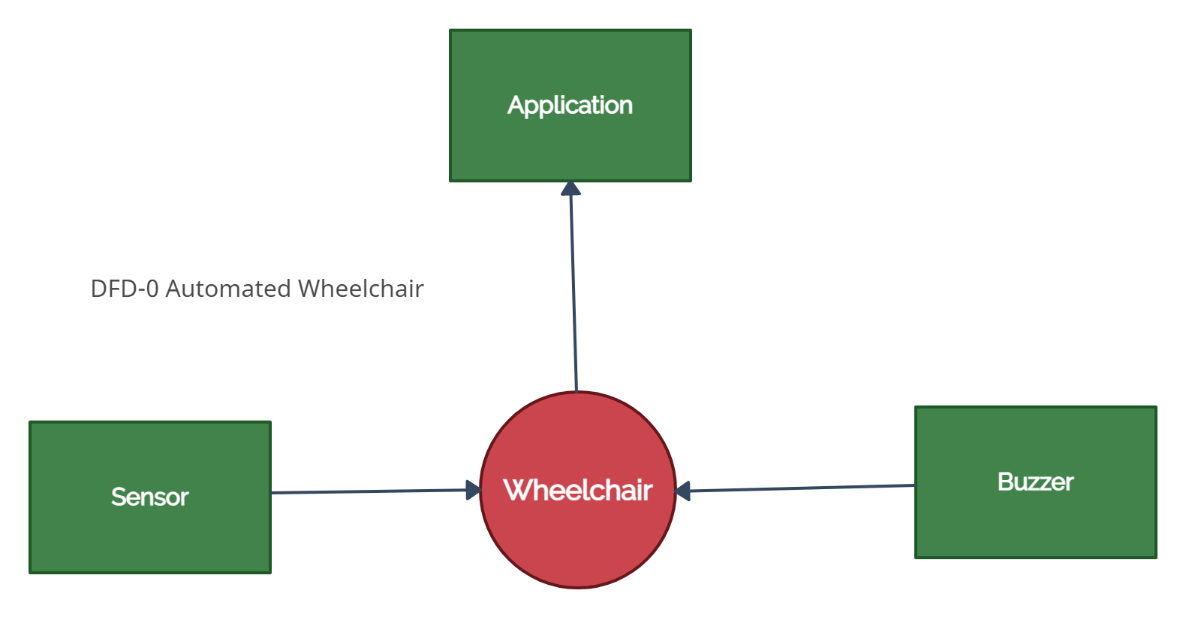 Application
DFD-0 Automated Wheelchair
Sensor
Wheelchair
Buzzer